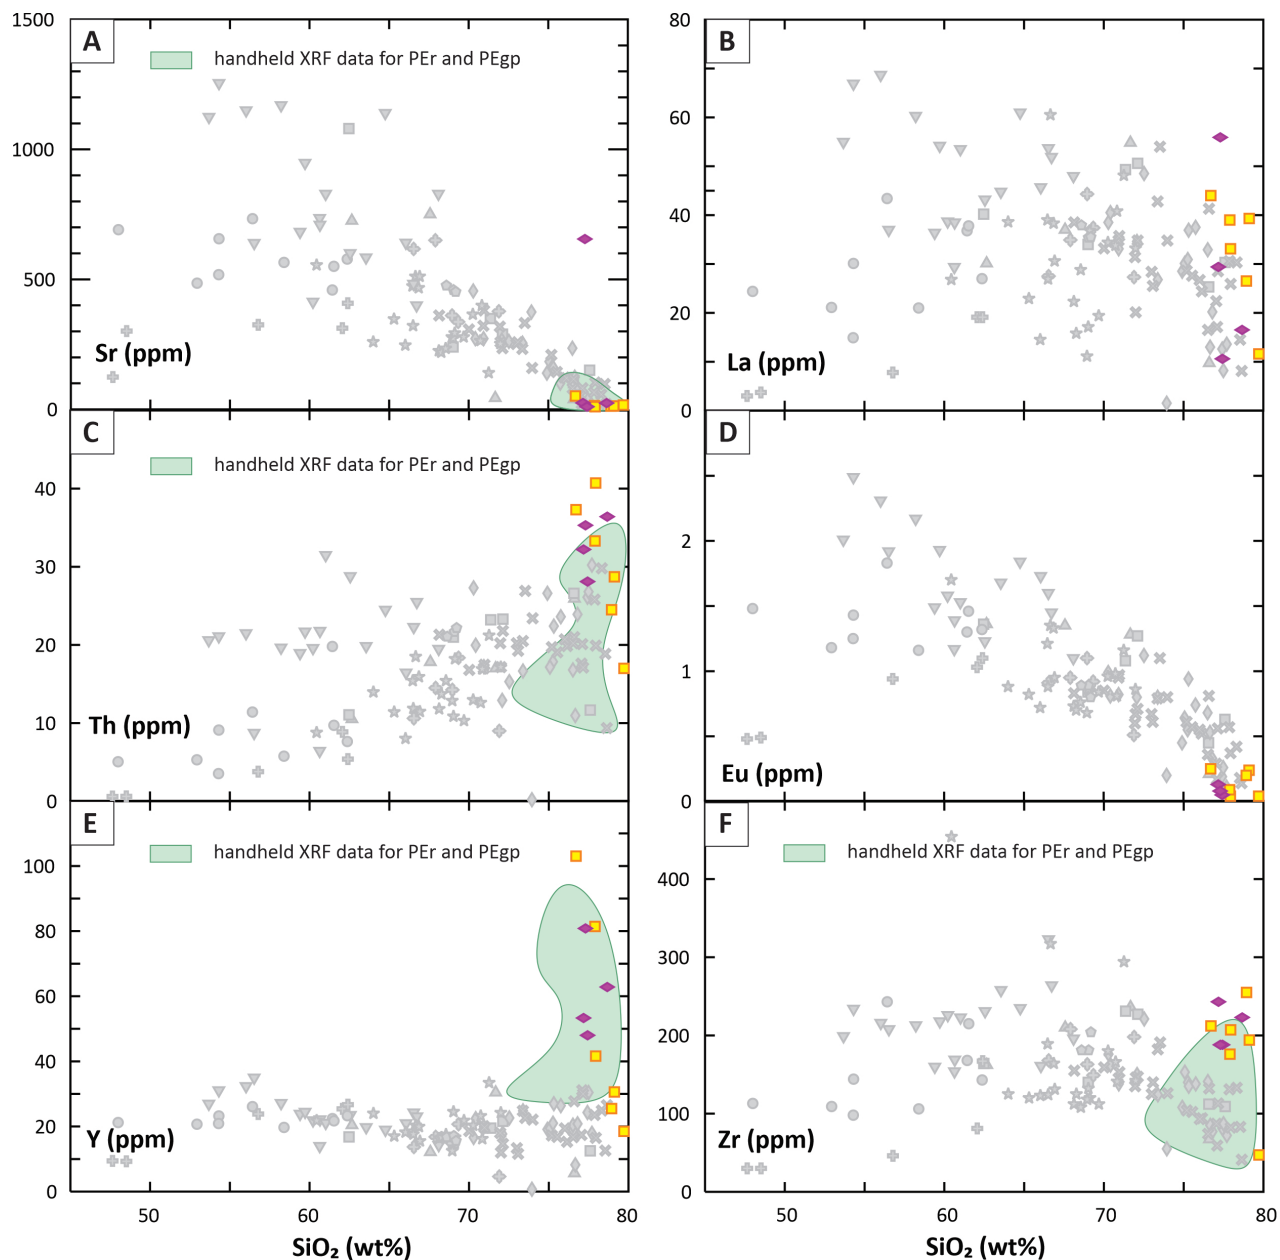 A
handheld XRF data for PEr and PEgp
1500
1000
500
0
Sr (ppm)
B
80
60
40
20
0
La (ppm)
C
handheld XRF data for PEr and PEgp
40
30
20
10
0
Th (ppm)
D
2
1
0
Eu (ppm)
E
handheld XRF data for PEr and PEgp
100
80
60
40
20
0
Y (ppm)
50
60
70
80
SiO₂ (wt%)
F
handheld XRF data for PEr and PEgp
400
300
200
100
0
Zr (ppm)
50
60
70
80
SiO₂ (wt%)